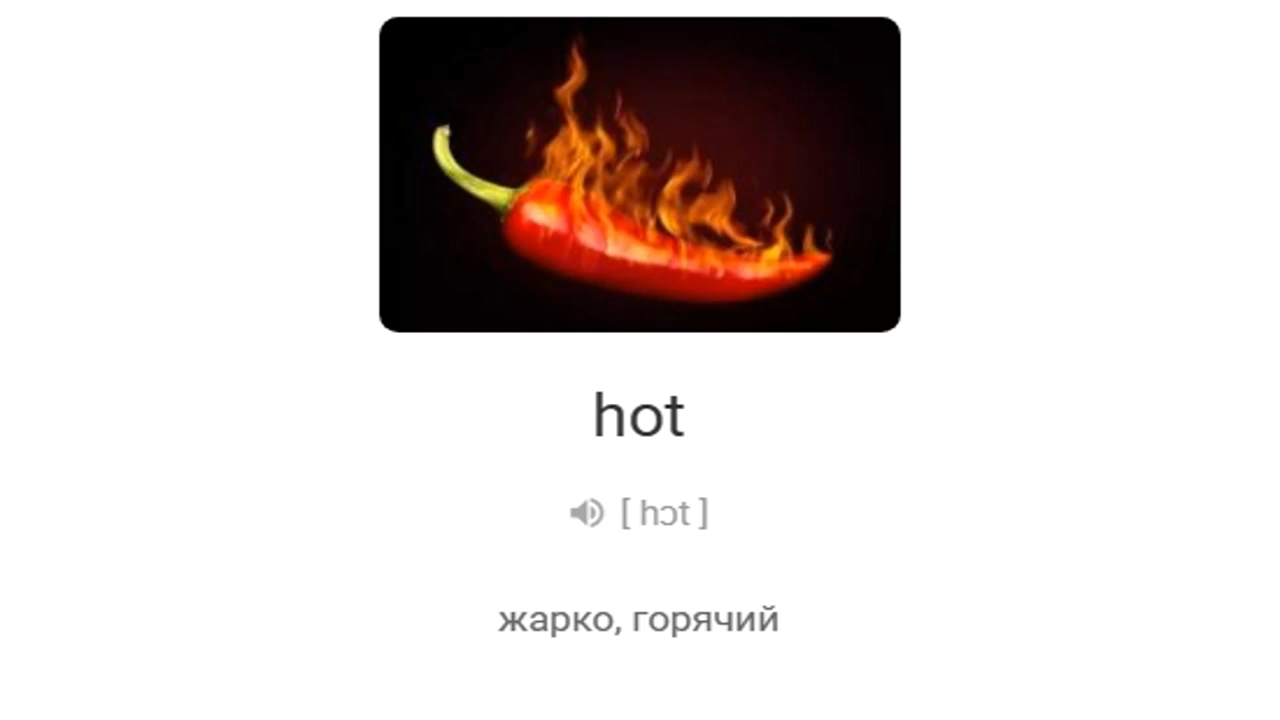 hot
[ hɔt ]
жарко, горячий